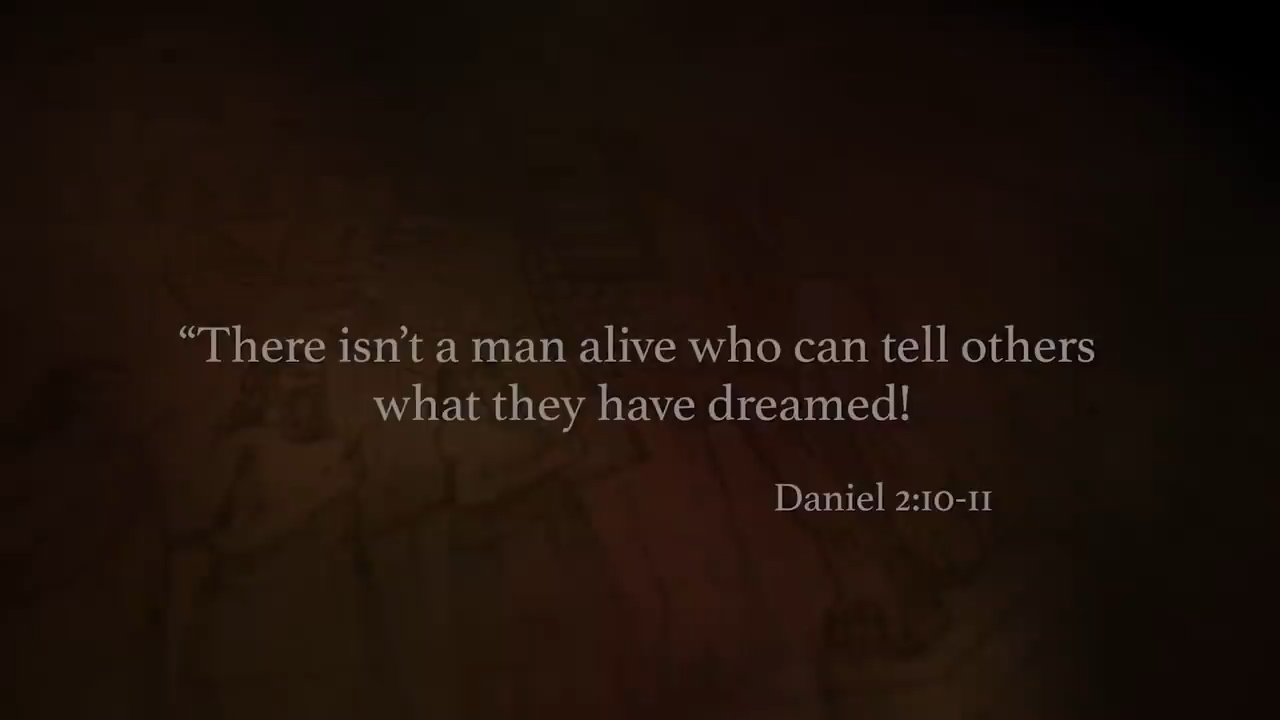 “There isn’t a man alive who can tell others
what they have dreamed!
Daniel 2:10-11